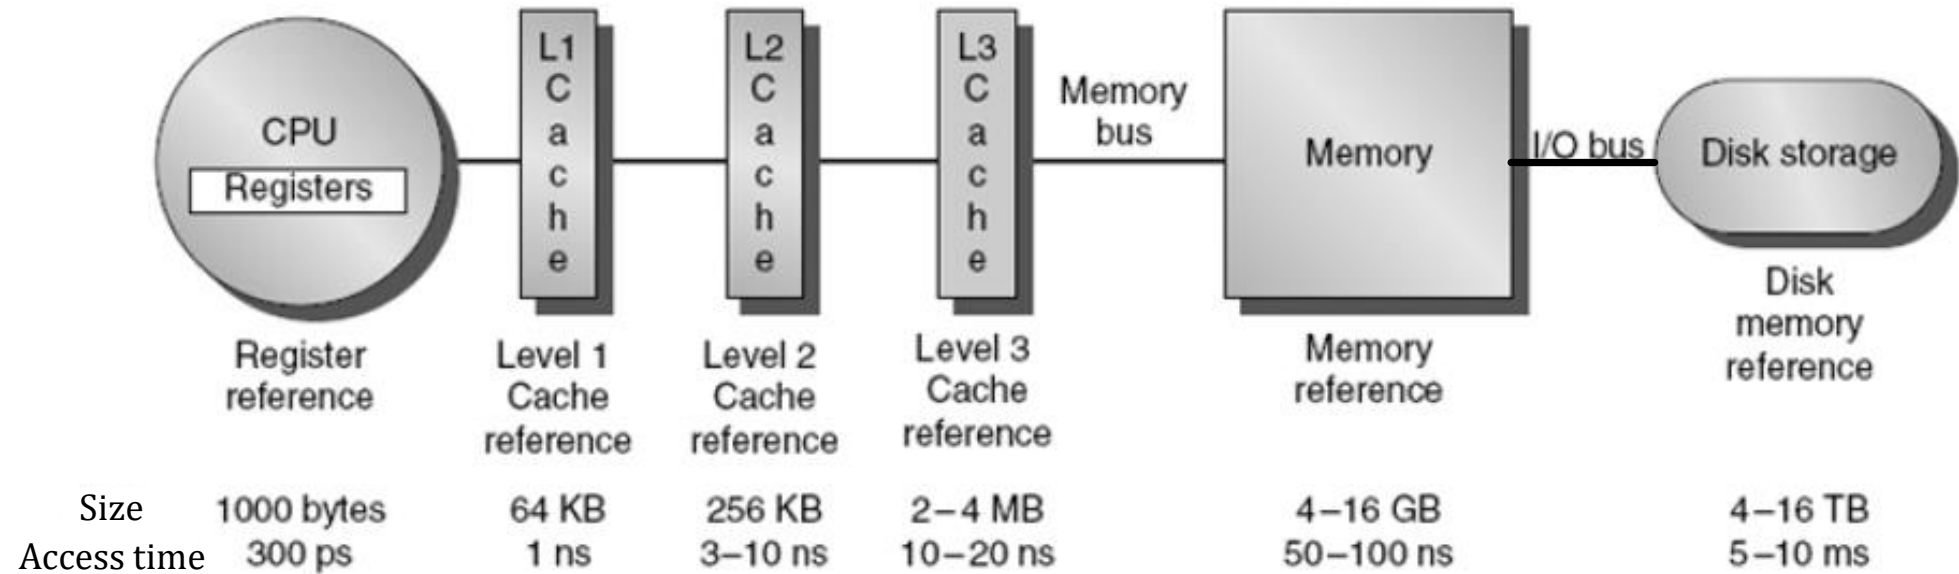 CPU
Registers
L1
C
a
c
h
e
L2
C
a
c
h
e
L3
C
a
c
h
e
Memory
bus
Memory
I/O bus
Disk storage
Register
reference
Level 1
Cache
reference
Level 2
Cache
reference
Level 3
Cache
reference
Memory
reference
Disk
memory
reference
Size 1000 bytes 64 KB 256 KB 2–4 MB 4–16 GB 4–16 TB
Access time 300 ps 1 ns 3–10 ns 10–20 ns 50–100 ns 5–10 ms